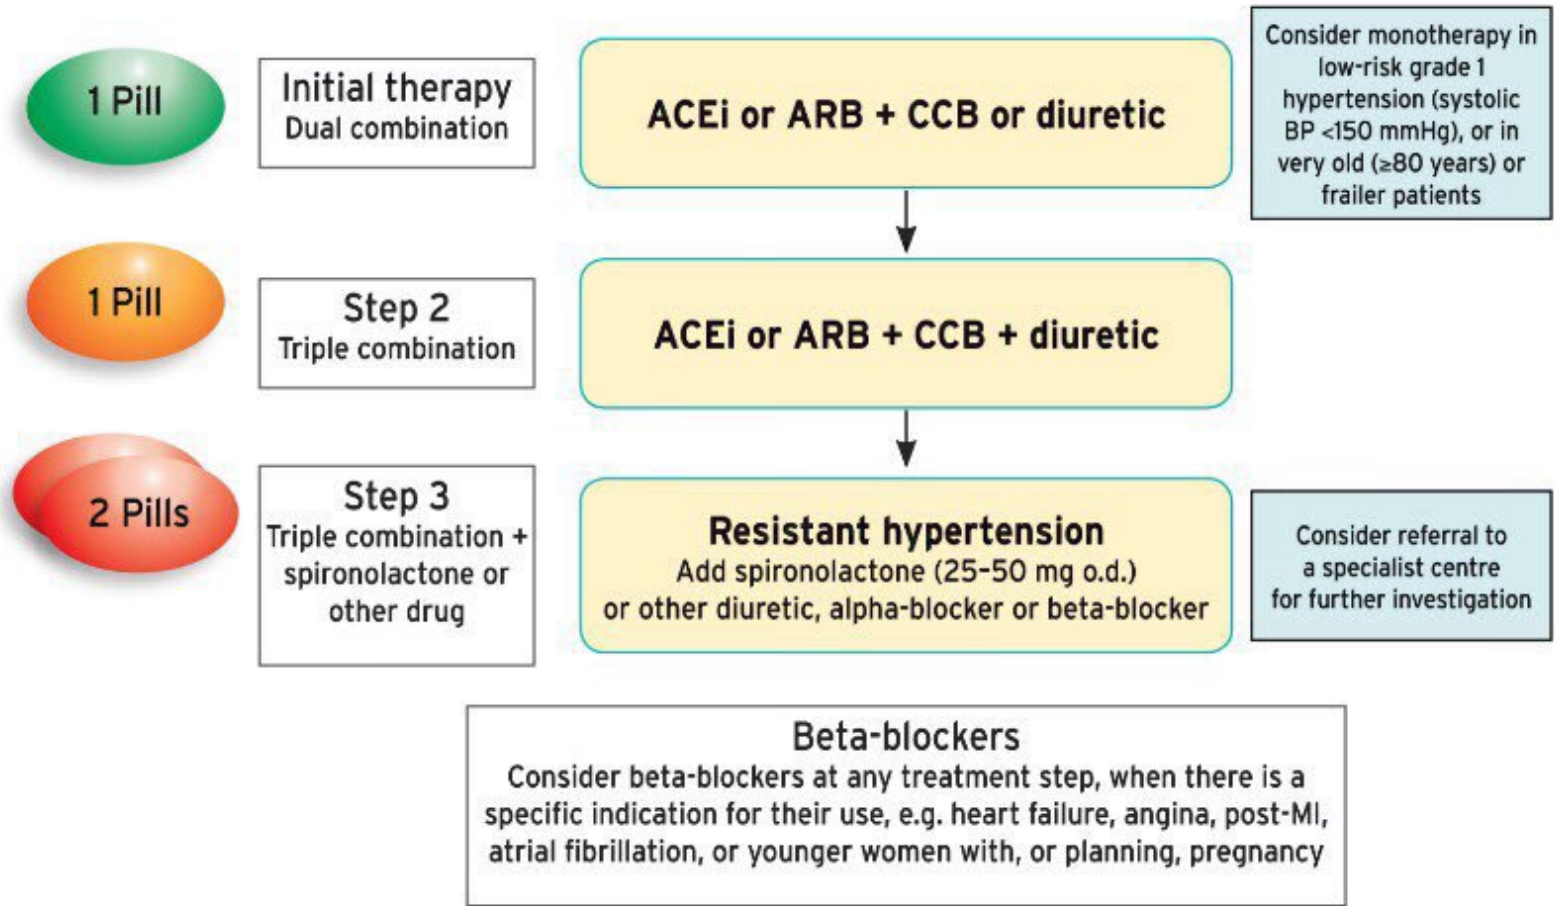 1 Pill
Initial therapy
Dual combination
ACEi or ARB + CCB or diuretic
Consider monotherapy in
low-risk grade 1
hypertension (systolic
BP <150 mmHg), or in
very old (≥80 years) or
frailer patients
1 Pill
Step 2
Triple combination
ACEi or ARB + CCB + diuretic
2 Pills
Step 3
Triple combination +
spironolactone or
other drug
Resistant hypertension
Add spironolactone (25-50 mg o.d.)
or other diuretic, alpha-blocker or beta-blocker
Consider referral to
a specialist centre
for further investigation
Beta-blockers
Consider beta-blockers at any treatment step, when there is a
specific indication for their use, e.g. heart failure, angina, post-MI,
atrial fibrillation, or younger women with, or planning, pregnancy